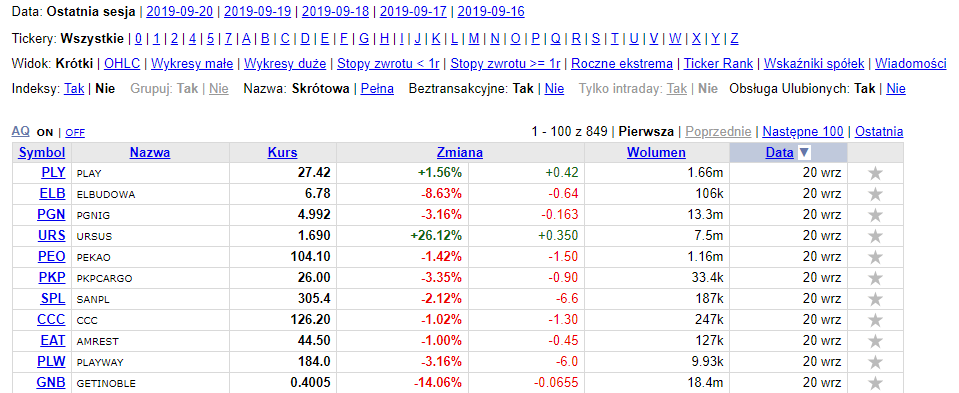 Data: Ostatnia sesja | 2019-09-20 | 2019-09-19 | 2019-09-18 | 2019-09-17 | 2019-09-16
Tickery: Wszystkie | 0 | 1 | 2 | 4 | 5 | 7 | A | B | C | D | E | F | G | H | I | J | K | L | M | N | O | P | Q | R | S | T | U | V | W | X | Y | Z
Widok: Krótki | OHLC | Wykresy małe | Wykresy duże | Stopy zwrotu < 1r | Stopy zwrotu >= 1r | Roczne ekstrema | Ticker Rank | Wskaźniki spółek | Wiadomości
Indeksy: Tak | Nie Grupuj: Tak | Nie Nazwa: Skrótowa | Pełna Beztransakcyjne: Tak | Nie Tylko intraday: Tak | Nie Obsługa Ulubionych: Tak | Nie
AQ ON | OFF 1 - 100 z 849 | Pierwsza | Poprzednie | Następne 100 | Ostatnia
Symbol Nazwa Kurs Zmiana Wolumen Data ▼
PLY PLAY 27.42 +1.56% +0.42 1.66m 20 wrz ★
ELB ELBUDOWA 6.78 -8.63% -0.64 106k 20 wrz ★
PGN PGNIG 4.992 -3.16% -0.163 13.3m 20 wrz ★
URS URSUS 1.690 +26.12% +0.350 7.5m 20 wrz ★
PEO PEKAO 104.10 -1.42% -1.50 1.16m 20 wrz ★
PKP PKPCARGO 26.00 -3.35% -0.90 33.4k 20 wrz ★
SPL SANPL 305.4 -2.12% -6.6 187k 20 wrz ★
CCC CCC 126.20 -1.02% -1.30 247k 20 wrz ★
EAT AMREST 44.50 -1.00% -0.45 127k 20 wrz ★
PLW PLAYWAY 184.0 -3.16% -6.0 9.93k 20 wrz ★
GNB GETINOBLE 0.4005 -14.06% -0.0655 18.4m 20 wrz ★